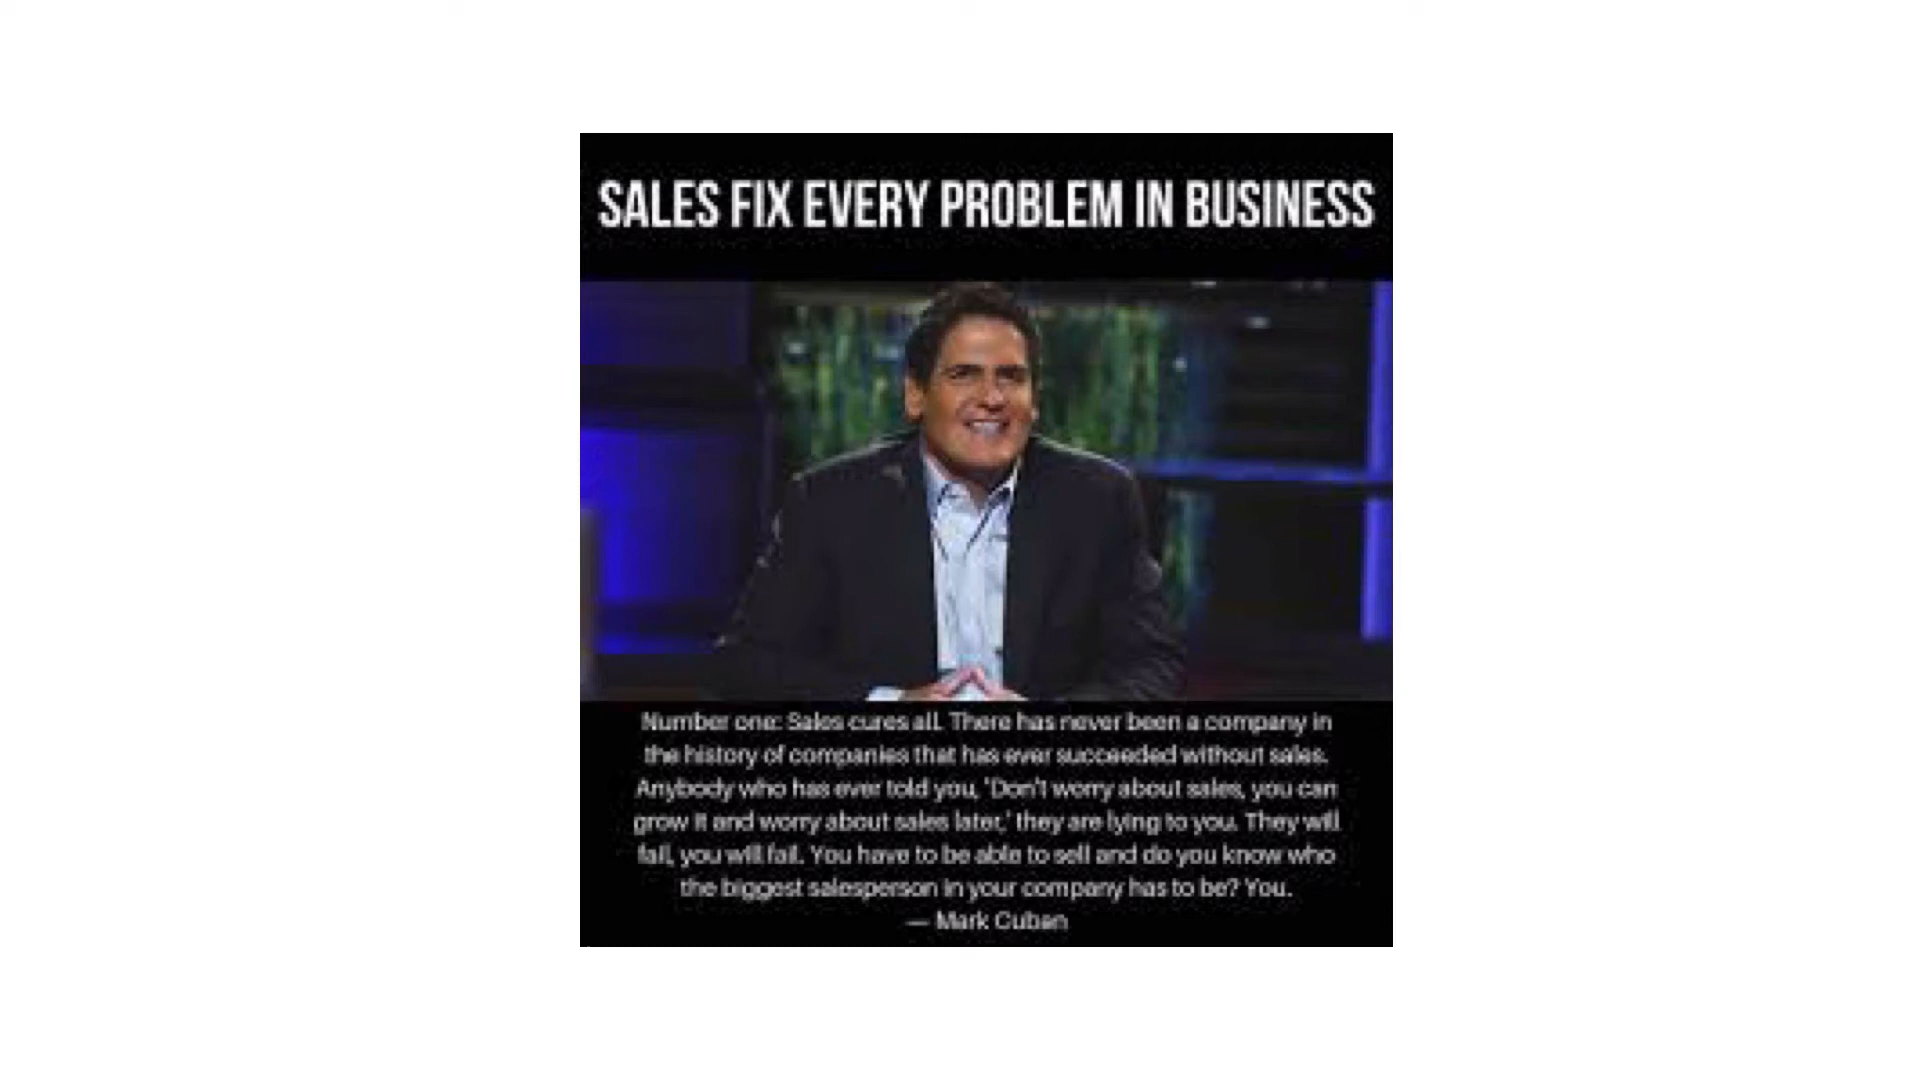 SALES FIX EVERY PROBLEM IN BUSINESS
Number one: Sales cures all. There has never been a company in
the history of companies that has ever succeeded without sales.
Anybody who has ever told you, 'Don't worry about sales, you can
grow it and worry about sales later,' they are lying to you. They will
fail, you will fail. You have to be able to sell and do you know who
the biggest salesperson in your company has to be? You.
— Mark Cuban